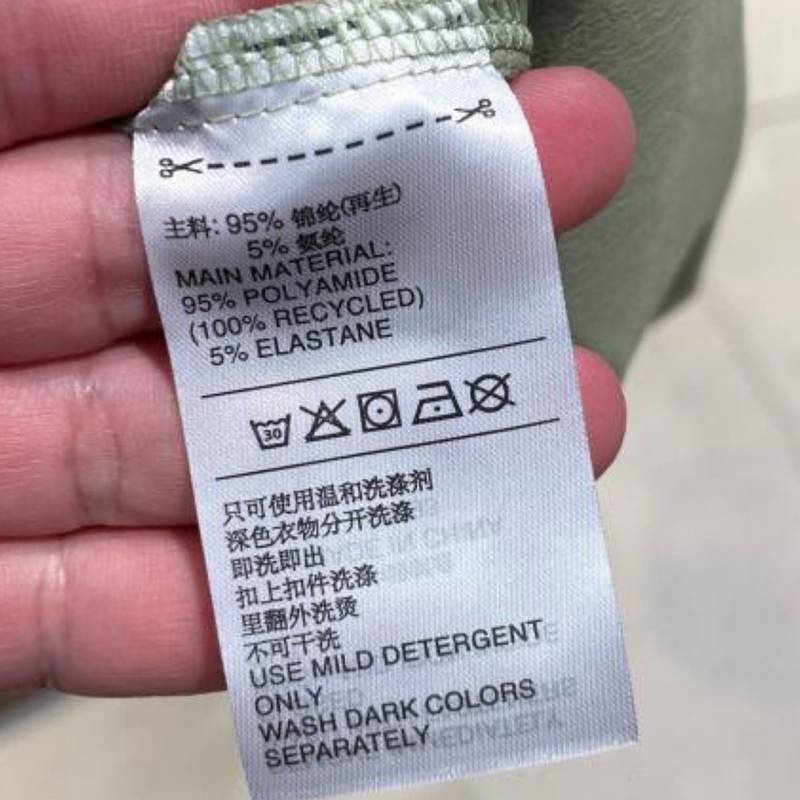 主料: 95% 锦纶(再生)
5% 氨纶
MAIN MATERIAL:
95% POLYAMIDE
(100% RECYCLED)
5% ELASTANE
30
只可使用温和洗涤剂
深色衣物分开洗涤
即洗即出
扣上扣件洗涤
里翻外洗烫
不可干洗
USE MILD DETERGENT
ONLY
WASH DARK COLORS
SEPARATELY